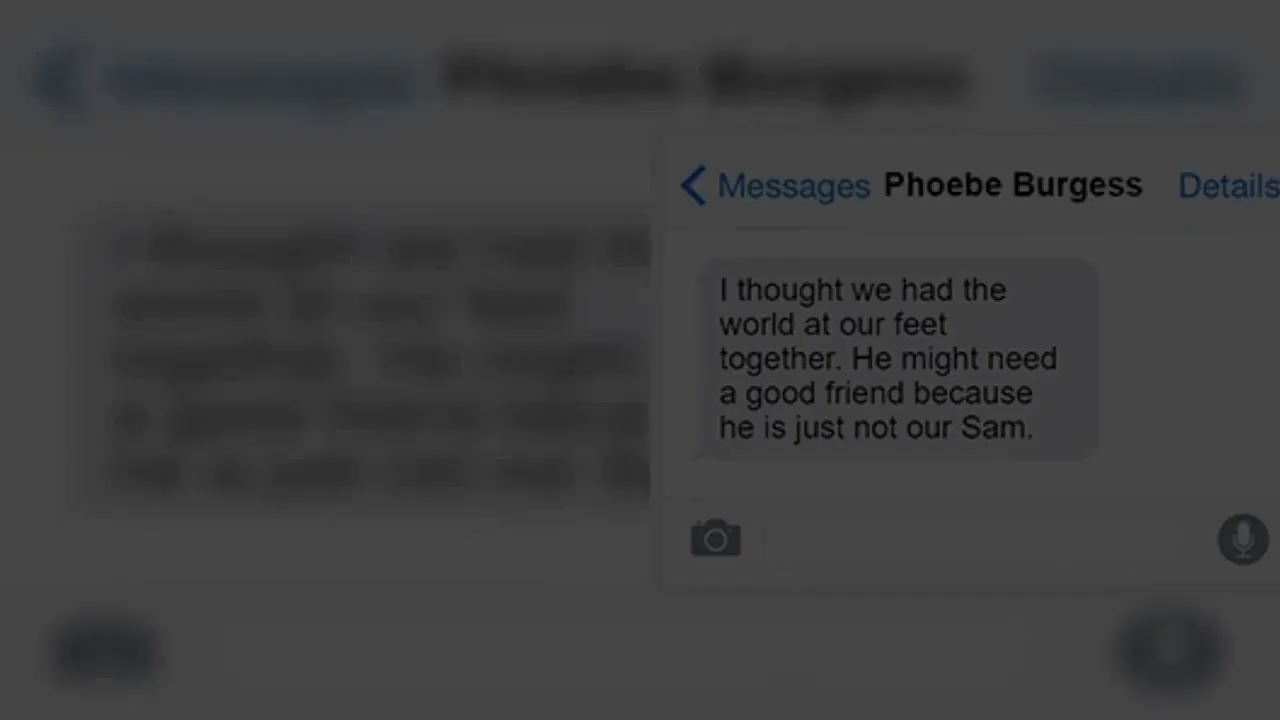 Messages Phoebe Burgess Details
I thought we had the
world at our feet
together. He might need
a good friend because
he is just not our Sam.